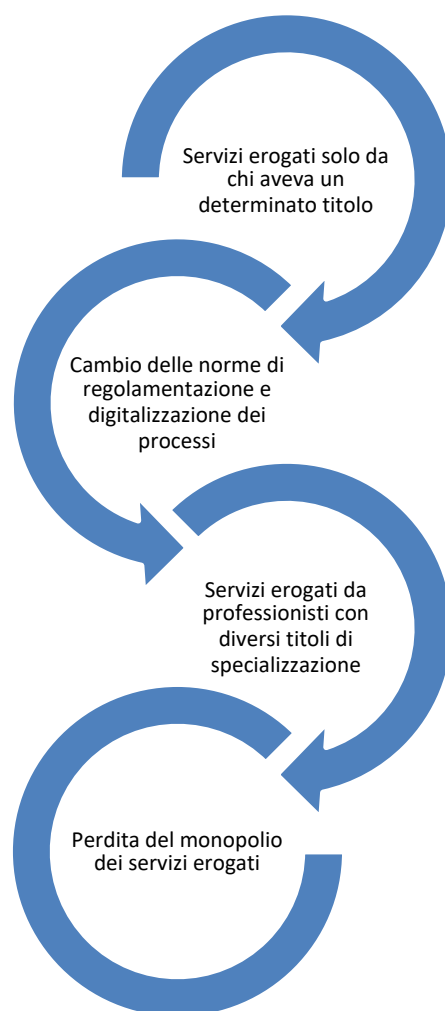 Servizi erogati solo da
chi aveva un
determinato titolo
Cambio delle norme di
regolamentazione e
digitalizzazione dei
processi
Servizi erogati da
professionisti con
diversi titoli di
specializzazione
Perdita del monopolio
dei servizi erogati